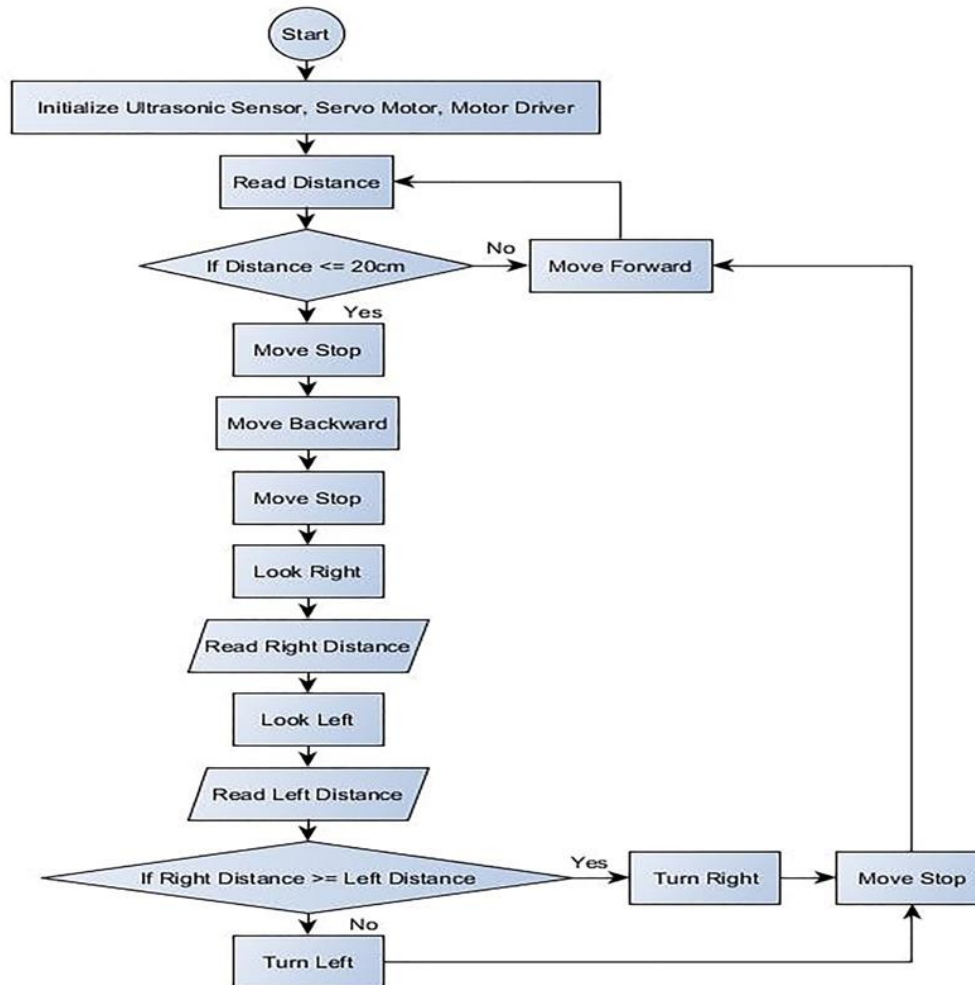 Start
Initialize Ultrasonic Sensor, Servo Motor, Motor Driver
Read Distance
If Distance <= 20cm
No
Move Forward
Yes
Move Stop
Move Backward
Move Stop
Look Right
Read Right Distance
Look Left
Read Left Distance
If Right Distance >= Left Distance
Yes
Turn Right
Move Stop
No
Turn Left